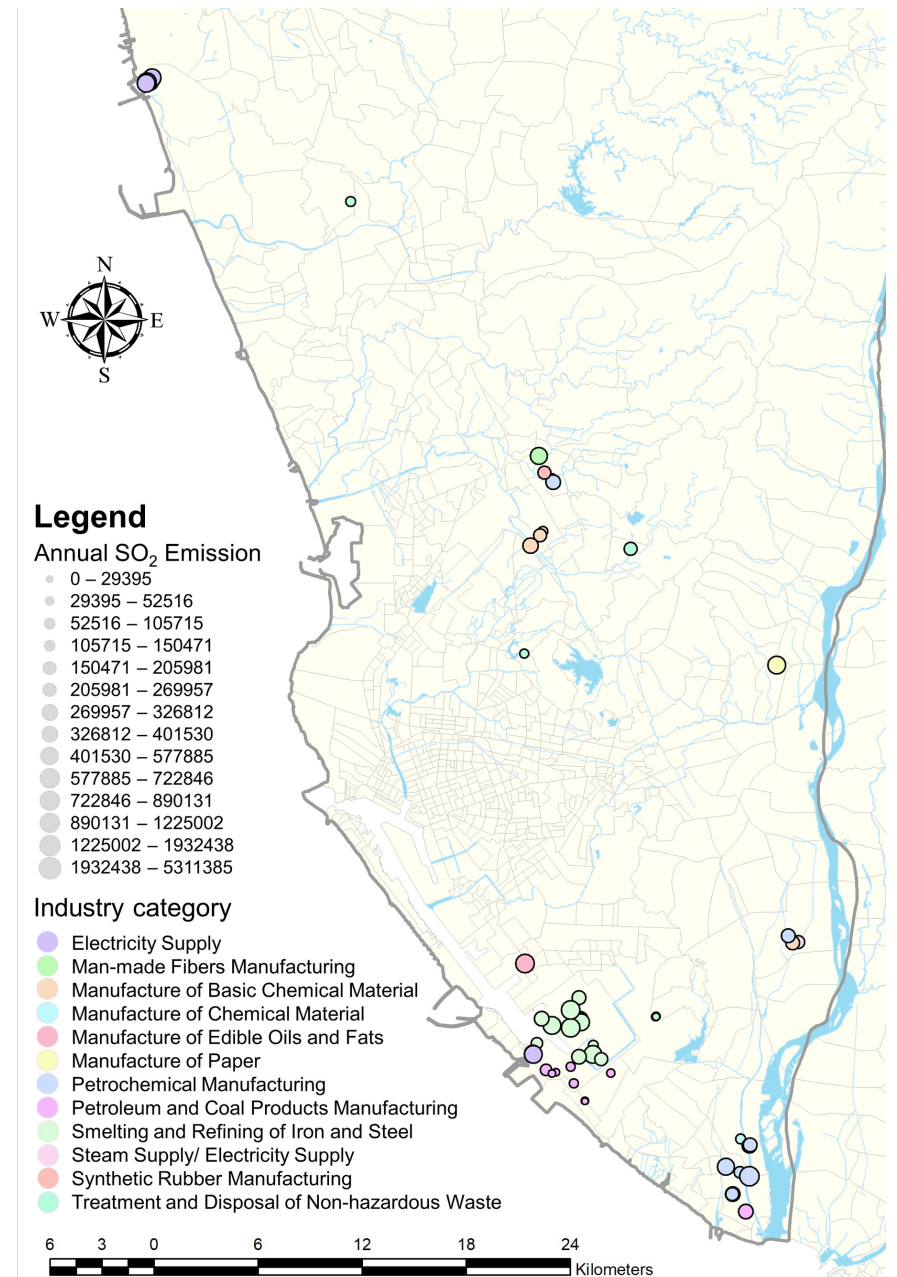 N
W E
S
Legend
Annual SO₂ Emission
0 – 29395
29395 – 52516
52516 – 105715
105715 – 150471
150471 – 205981
205981 – 269957
269957 – 326812
326812 – 401530
401530 – 577885
577885 – 722846
722846 – 890131
890131 – 1225002
1225002 – 1932438
1932438 – 5311385
Industry category
Electricity Supply
Man-made Fibers Manufacturing
Manufacture of Basic Chemical Material
Manufacture of Chemical Material
Manufacture of Edible Oils and Fats
Manufacture of Paper
Petrochemical Manufacturing
Petroleum and Coal Products Manufacturing
Smelting and Refining of Iron and Steel
Steam Supply/ Electricity Supply
Synthetic Rubber Manufacturing
Treatment and Disposal of Non-hazardous Waste
6 3 0 6 12 18 24
Kilometers